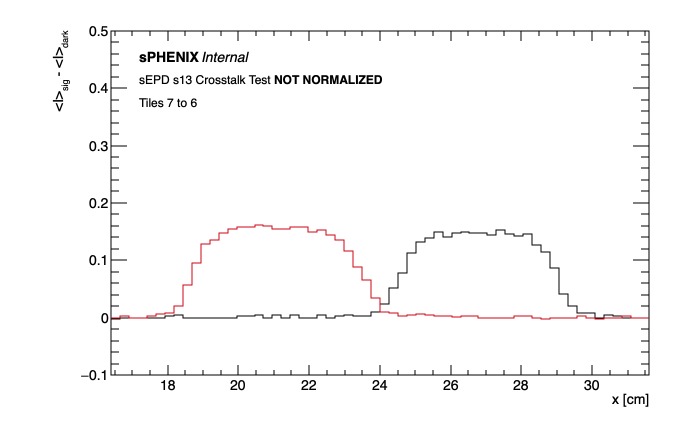 0.5
<I>sig - <I>dark
sPHENIX Internal
sEPD s13 Crosstalk Test NOT NORMALIZED
0.4
Tiles 7 to 6
0.3
0.2
0.1
0
−0.1
18 20 22 24 26 28 30
x [cm]